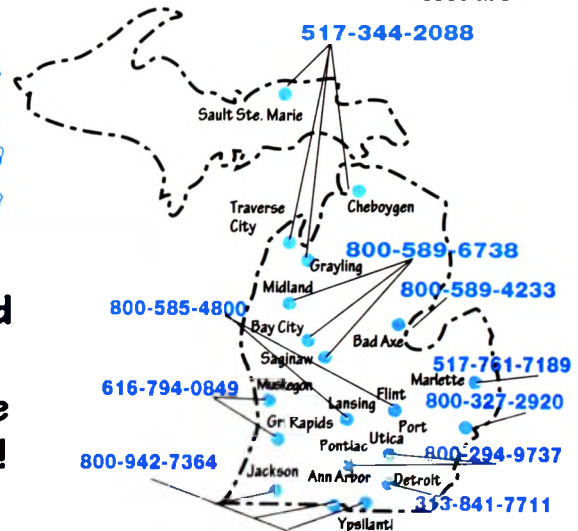 517-344-2088
Sault Ste. Marie
Traverse
City
Cheboygen
Grayling
800-589-6738
Midland
800-589-4233
800-585-4800
Bay City
Bad Axe
Saginaw
517-761-7189
Marlette
616-794-0849
Muskegon
Flint
800-327-2920
Lansing
Gr Rapids
Port
Pontiac
Utica
800-294-9737
800-942-7364
Jackson
Ann Arbor
Detroit
313-841-7711
Ypsilanti